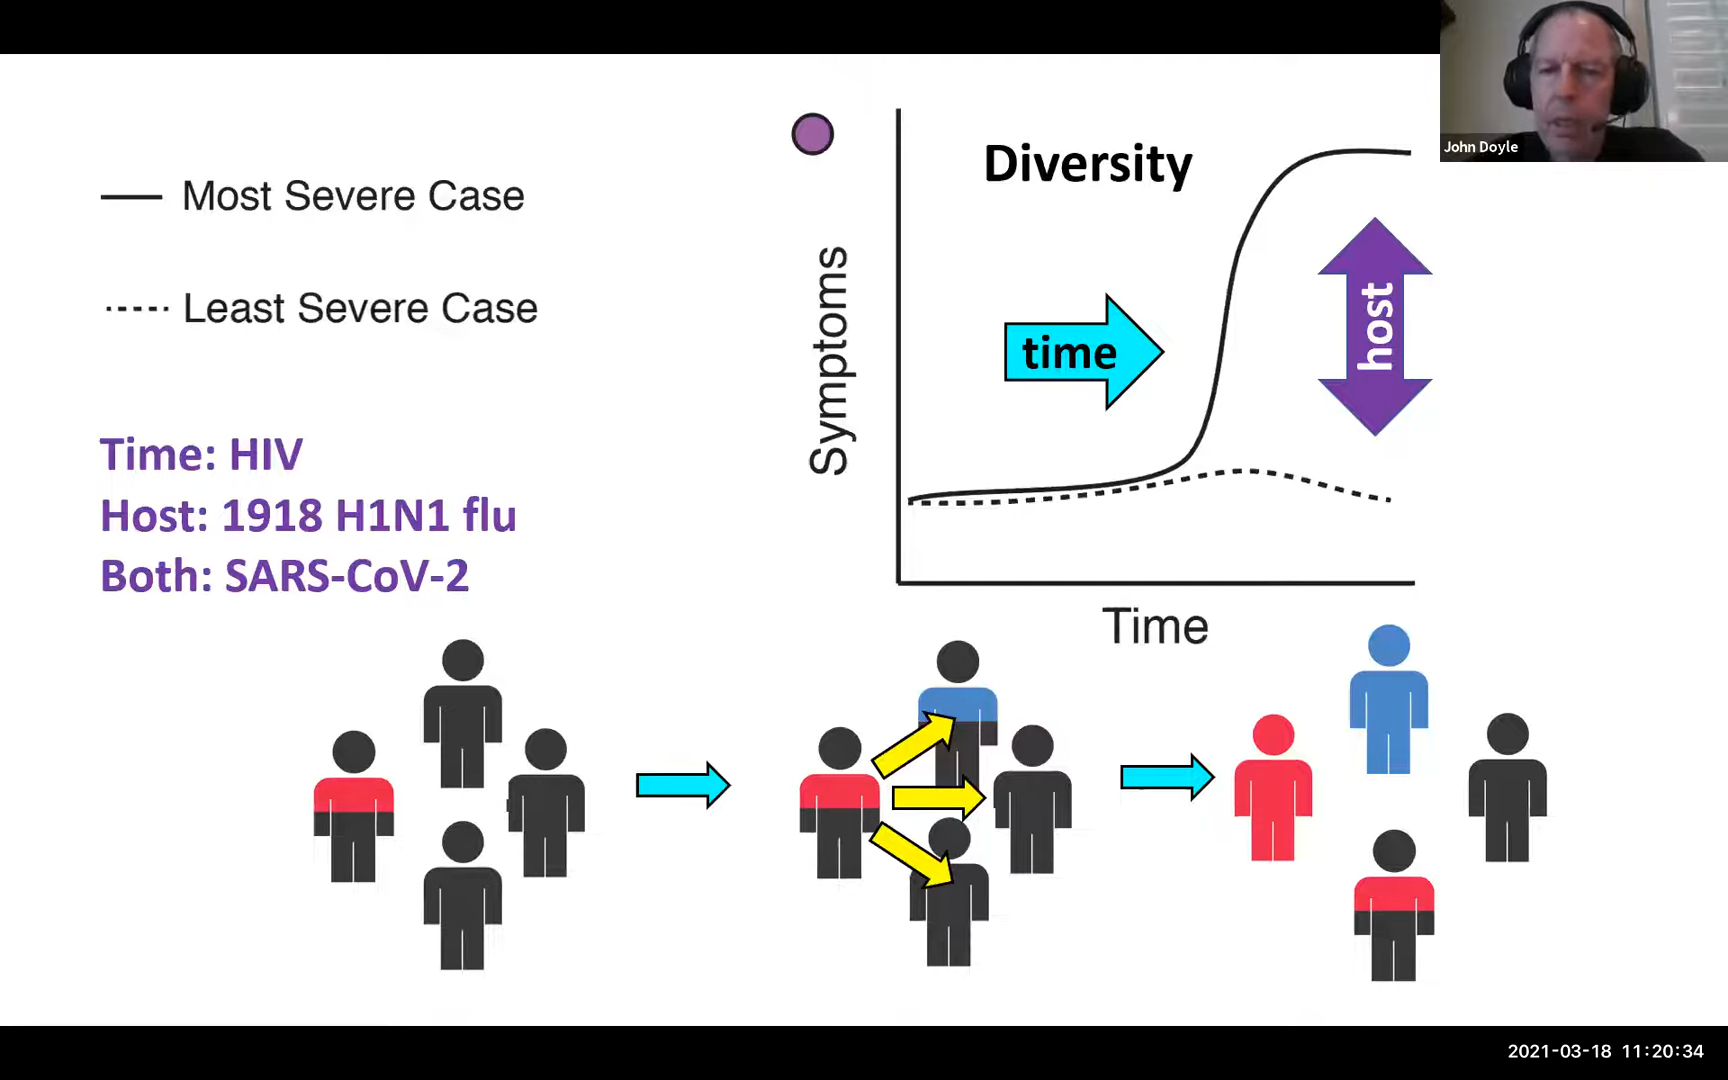 Most Severe Case
Least Severe Case
Time: HIV
Host: 1918 H1N1 flu
Both: SARS-CoV-2
Diversity
Symptoms
time
host
Time
John Doyle
2021-03-18 11:20:34